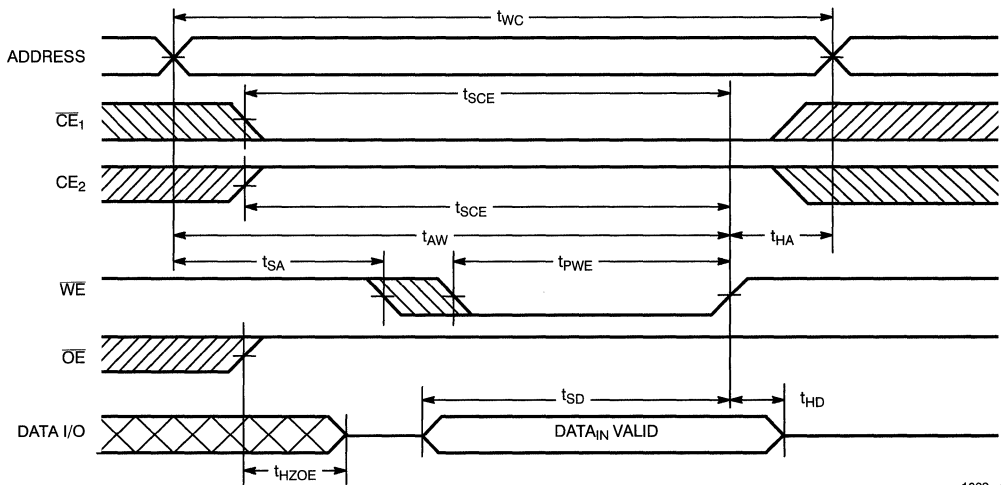 tWC
ADDRESS
tSCE
CE1
CE2
tSCE
tAW
tHA
tSA
tPWE
WE
OE
tSD
tHD
DATA I/O
DATAIN VALID
tHZOE